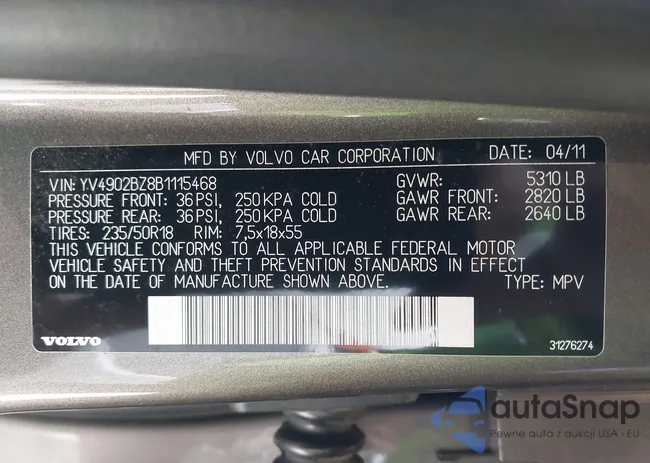 MFD BY VOLVO CAR CORPORATION DATE: 04/11
VIN: YV4902BZ8B1115468 GVWR: 5310 LB
PRESSURE FRONT: 36 PSI, 250 KPA COLD GAWR FRONT: 2820 LB
PRESSURE REAR: 36 PSI, 250 KPA COLD GAWR REAR: 2640 LB
TIRES: 235/50R18 RIM: 7,5x18x55
THIS VEHICLE CONFORMS TO ALL APPLICABLE FEDERAL MOTOR
VEHICLE SAFETY AND THEFT PREVENTION STANDARDS IN EFFECT
ON THE DATE OF MANUFACTURE SHOWN ABOVE. TYPE: MPV
VOLVO 31276274
autaSnap
Pewne auta z aukcji USA i EU